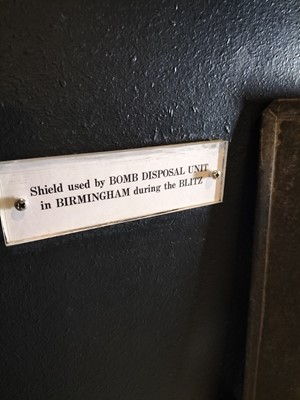 Shield used by BOMB DISPOSAL UNIT
in BIRMINGHAM during the BLITZ